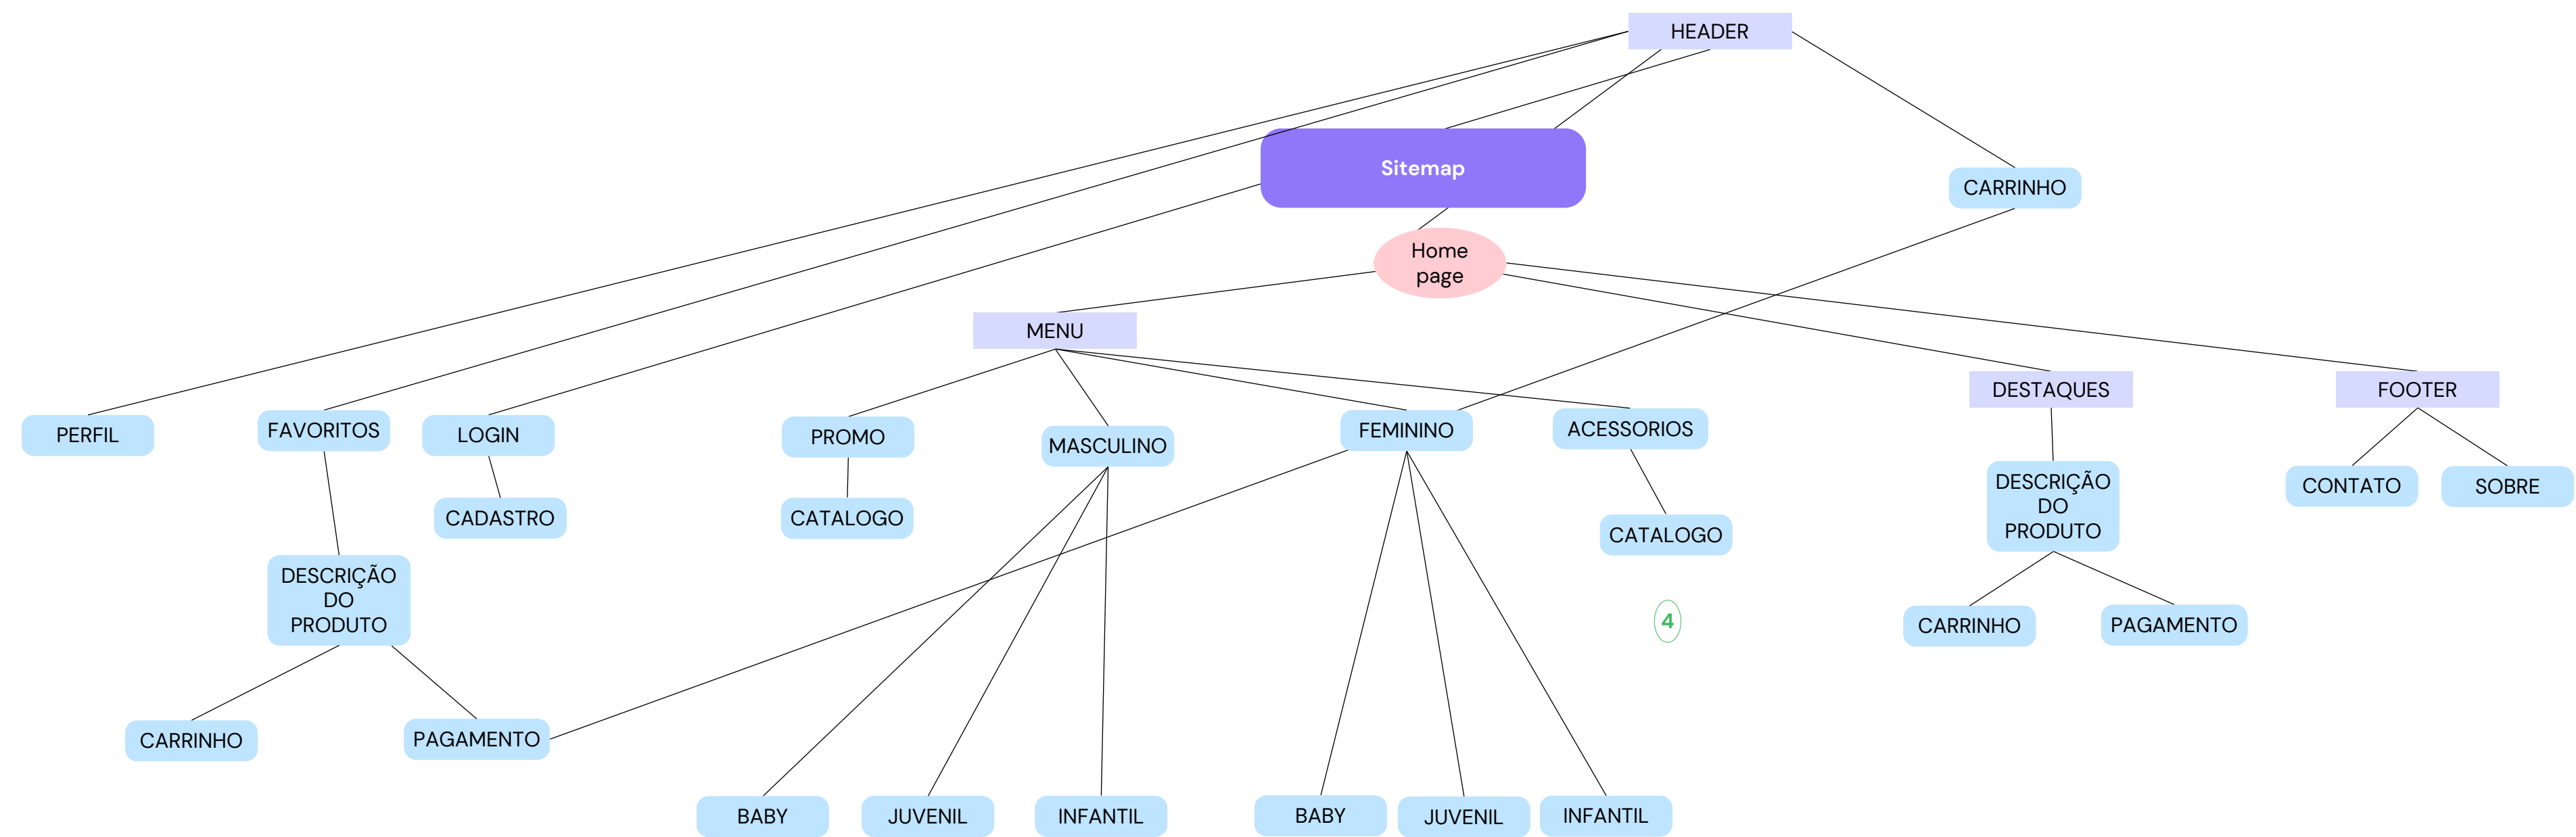 HEADER
Sitemap
CARRINHO
Home
page
MENU
DESTAQUES
FOOTER
PERFIL
FAVORITOS
LOGIN
PROMO
MASCULINO
FEMININO
ACESSORIOS
CADASTRO
CATALOGO
CATALOGO
DESCRIÇÃO
DO
PRODUTO
CONTATO
SOBRE
DESCRIÇÃO
DO
PRODUTO
4
CARRINHO
PAGAMENTO
CARRINHO
PAGAMENTO
BABY
JUVENIL
INFANTIL
BABY
JUVENIL
INFANTIL